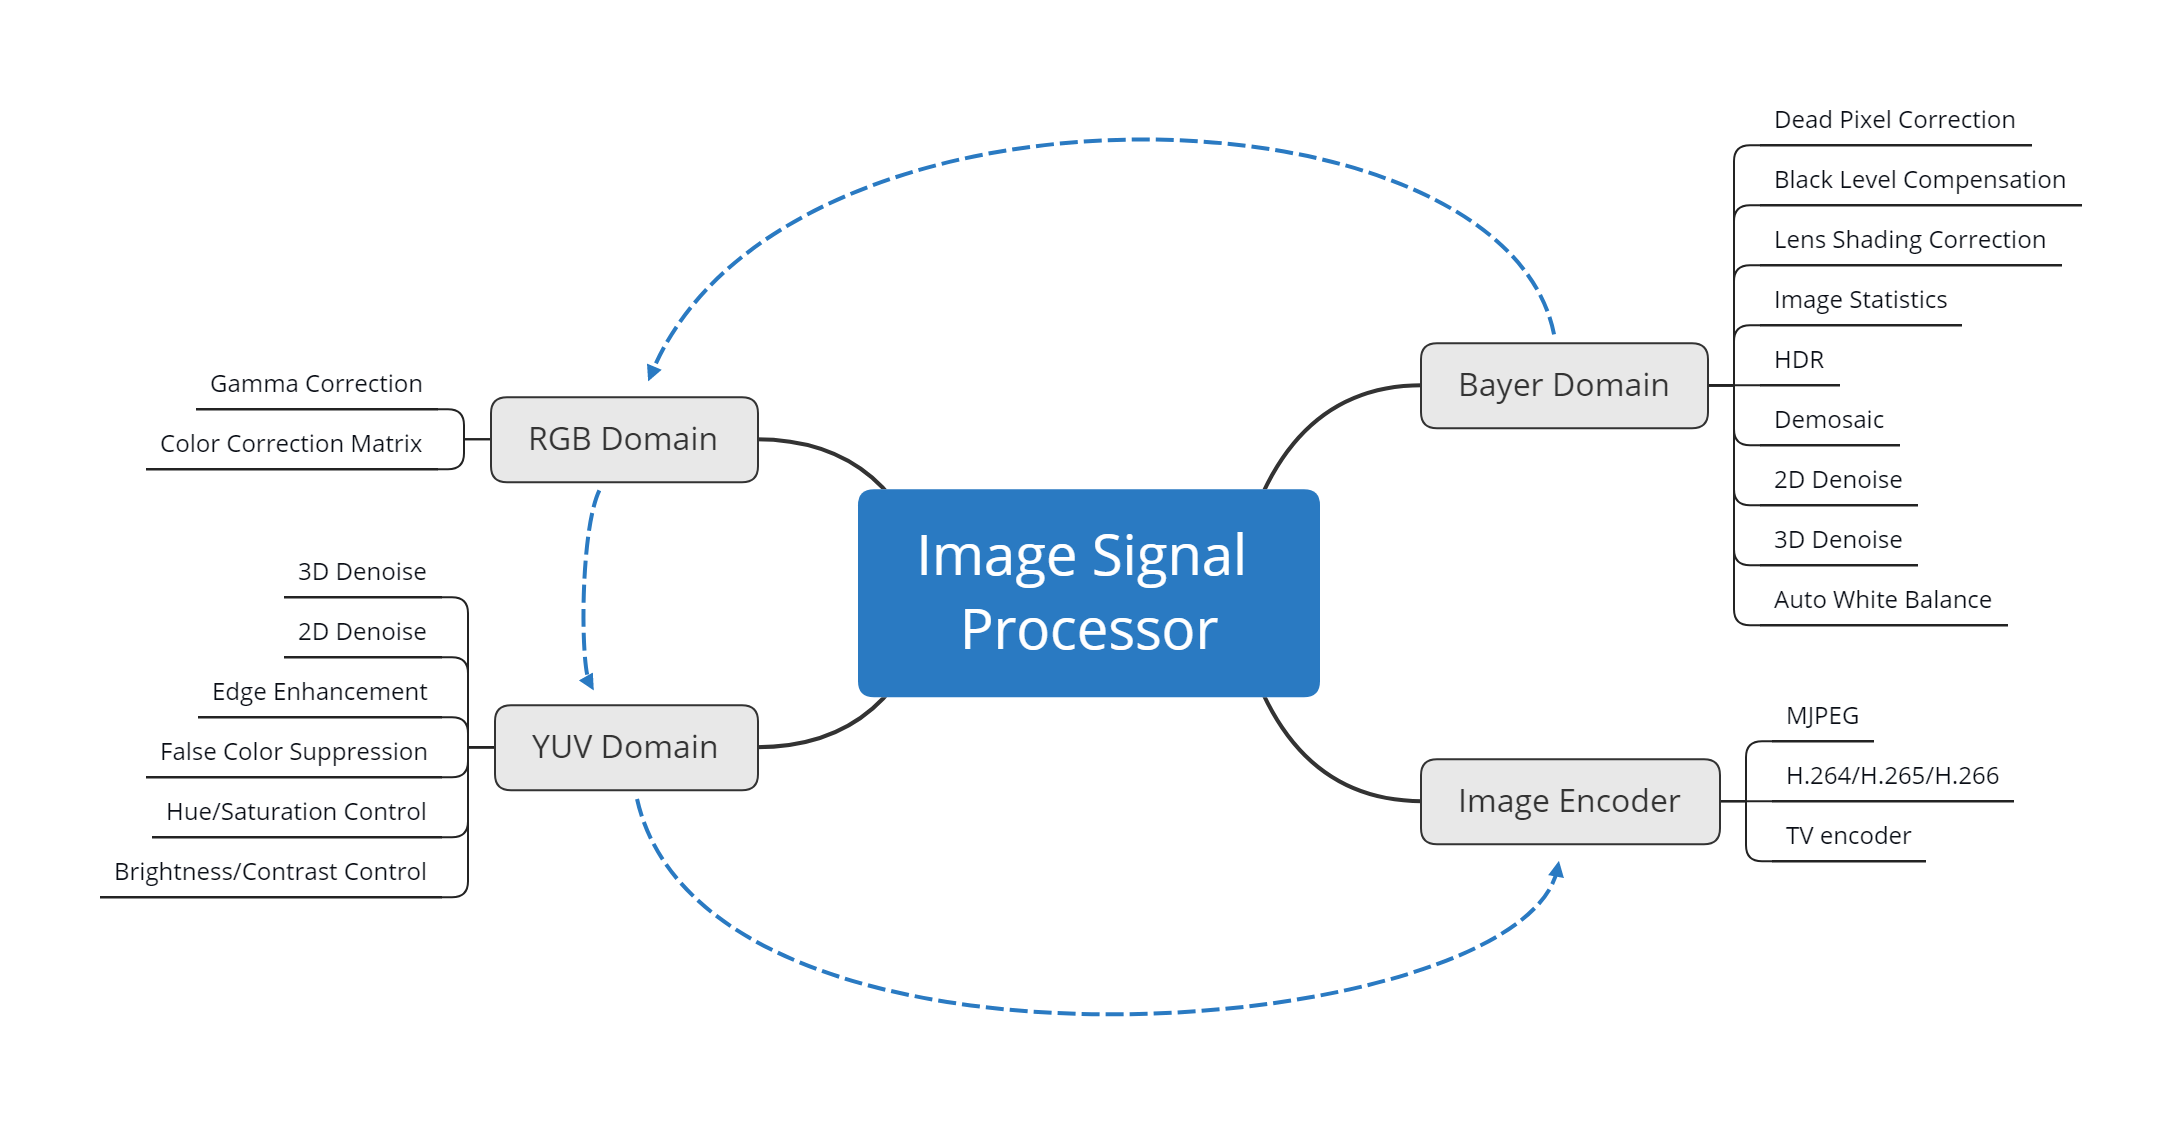 Image Signal
Processor
Bayer Domain
Dead Pixel Correction
Black Level Compensation
Lens Shading Correction
Image Statistics
HDR
Demosaic
2D Denoise
3D Denoise
Auto White Balance
RGB Domain
Gamma Correction
Color Correction Matrix
YUV Domain
3D Denoise
2D Denoise
Edge Enhancement
False Color Suppression
Hue/Saturation Control
Brightness/Contrast Control
Image Encoder
MJPEG
H.264/H.265/H.266
TV encoder